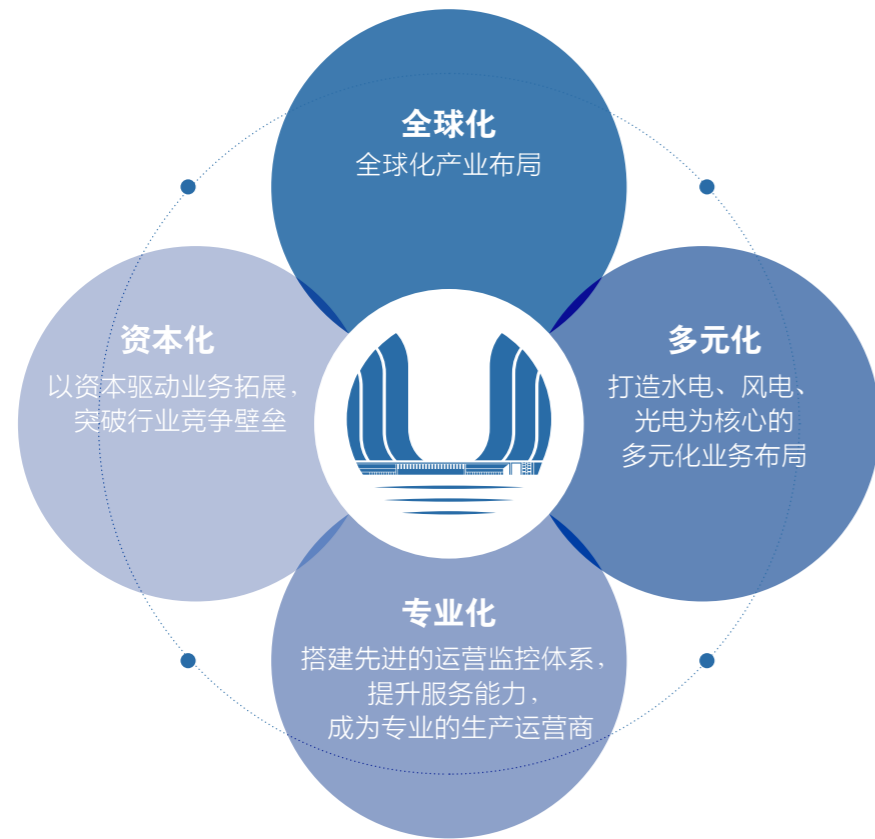 全球化
全球化产业布局
资本化
以资本驱动业务拓展，
突破行业竞争壁垒
多元化
打造水电、风电、
光电为核心的
多元化业务布局
专业化
搭建先进的运营监控体系，
提升服务能力，
成为专业的生产运营商